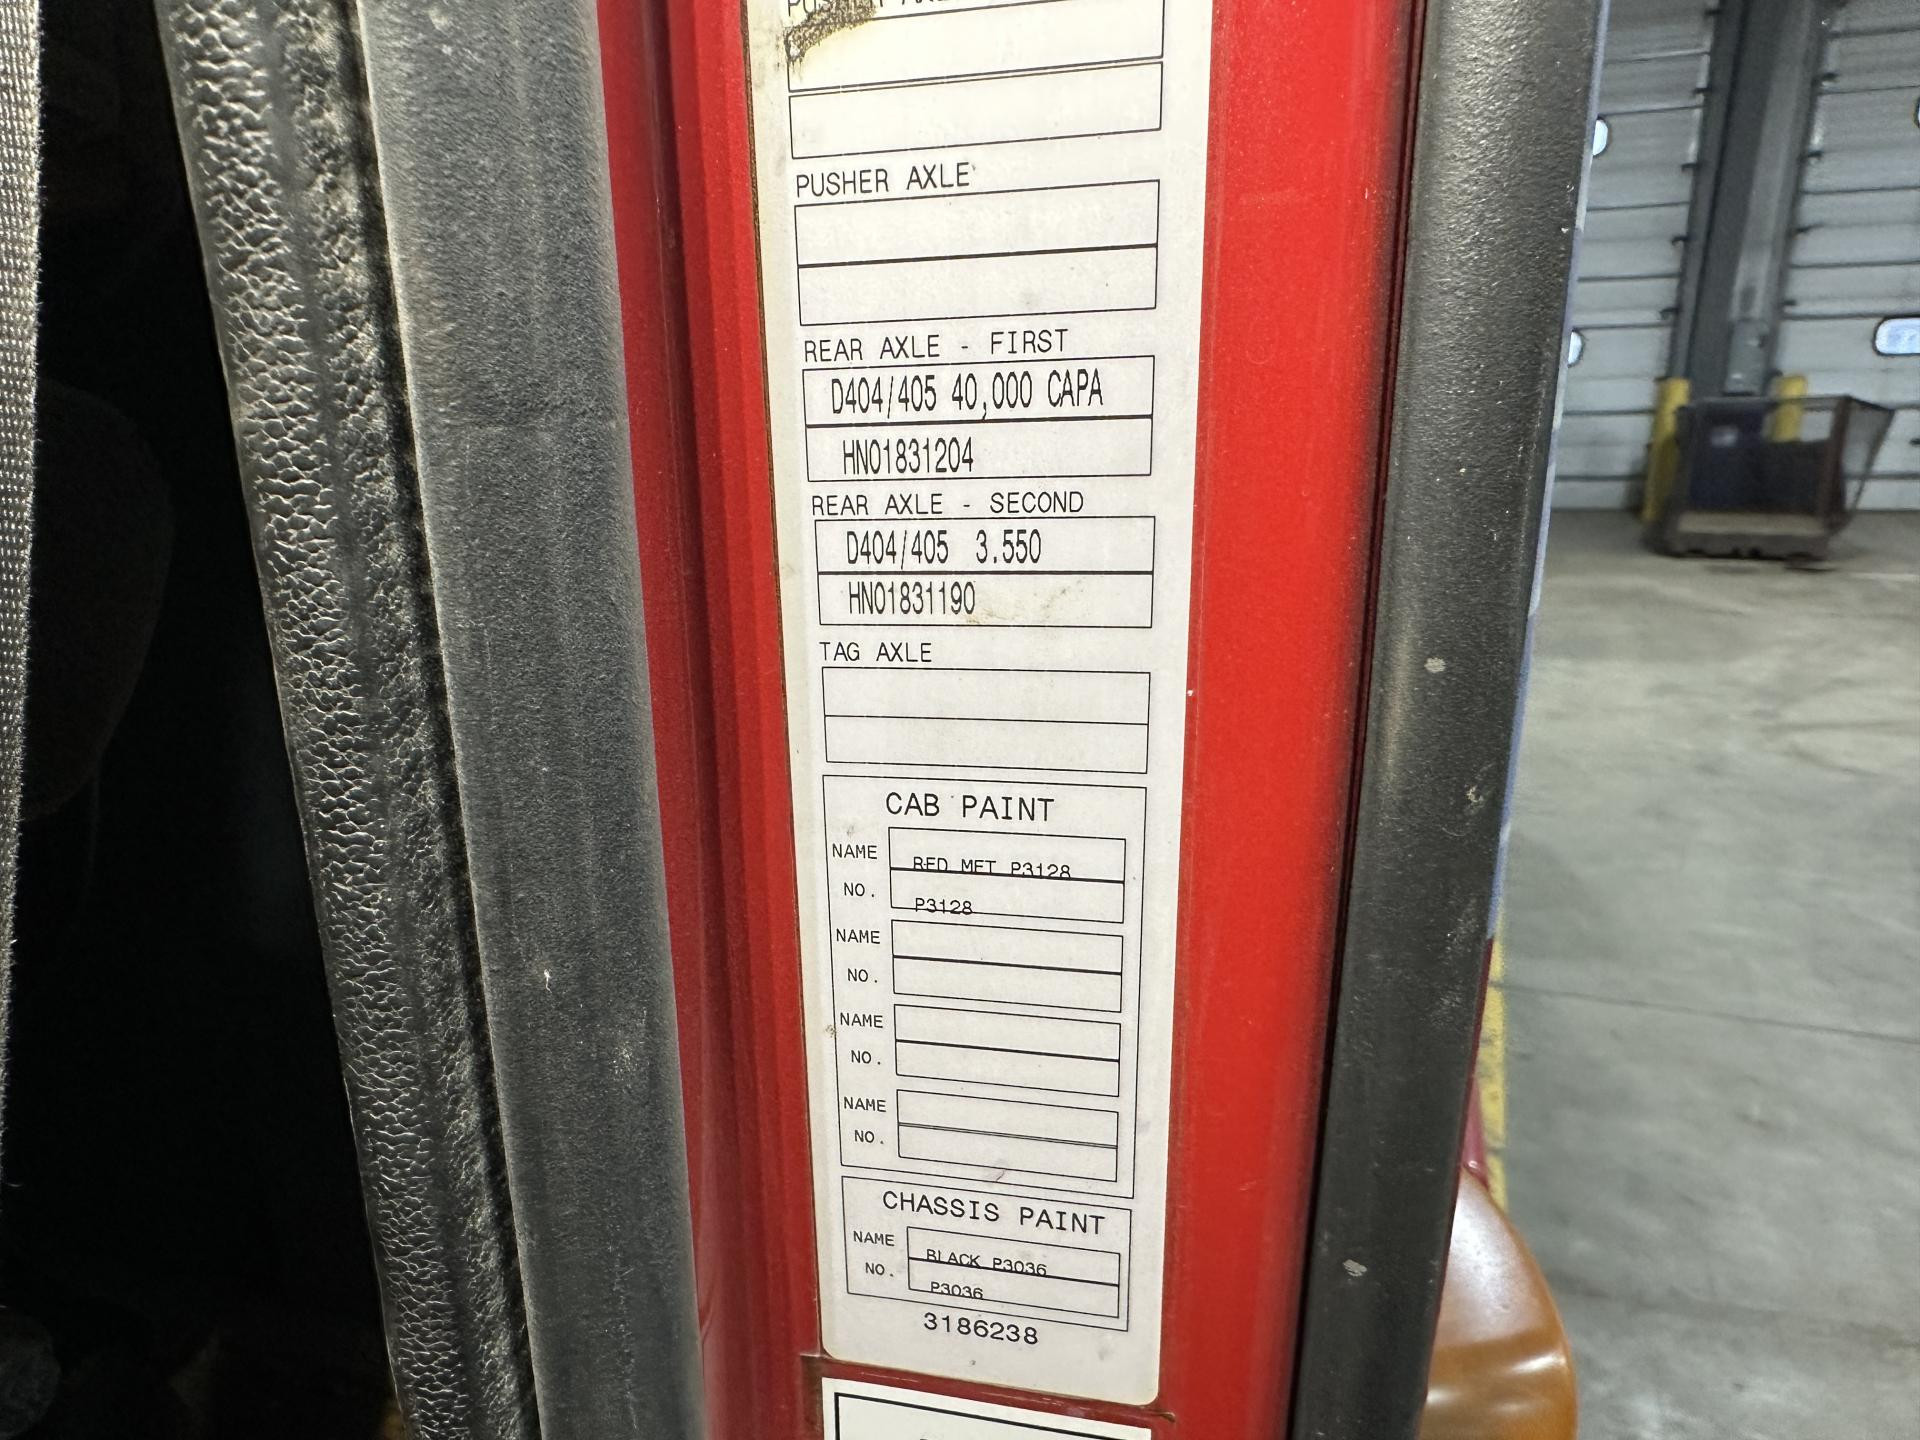 PUSHER AXLE
REAR AXLE - FIRST
D404/405 40,000 CAPA
HN01831204
REAR AXLE - SECOND
D404/405 3.550
HN01831190
TAG AXLE
CAB PAINT
NAME RED MET P3128
NO. P3128
NAME
NO.
NAME
NO.
NAME
NO.
CHASSIS PAINT
NAME BLACK P3036
NO. P3036
3186238